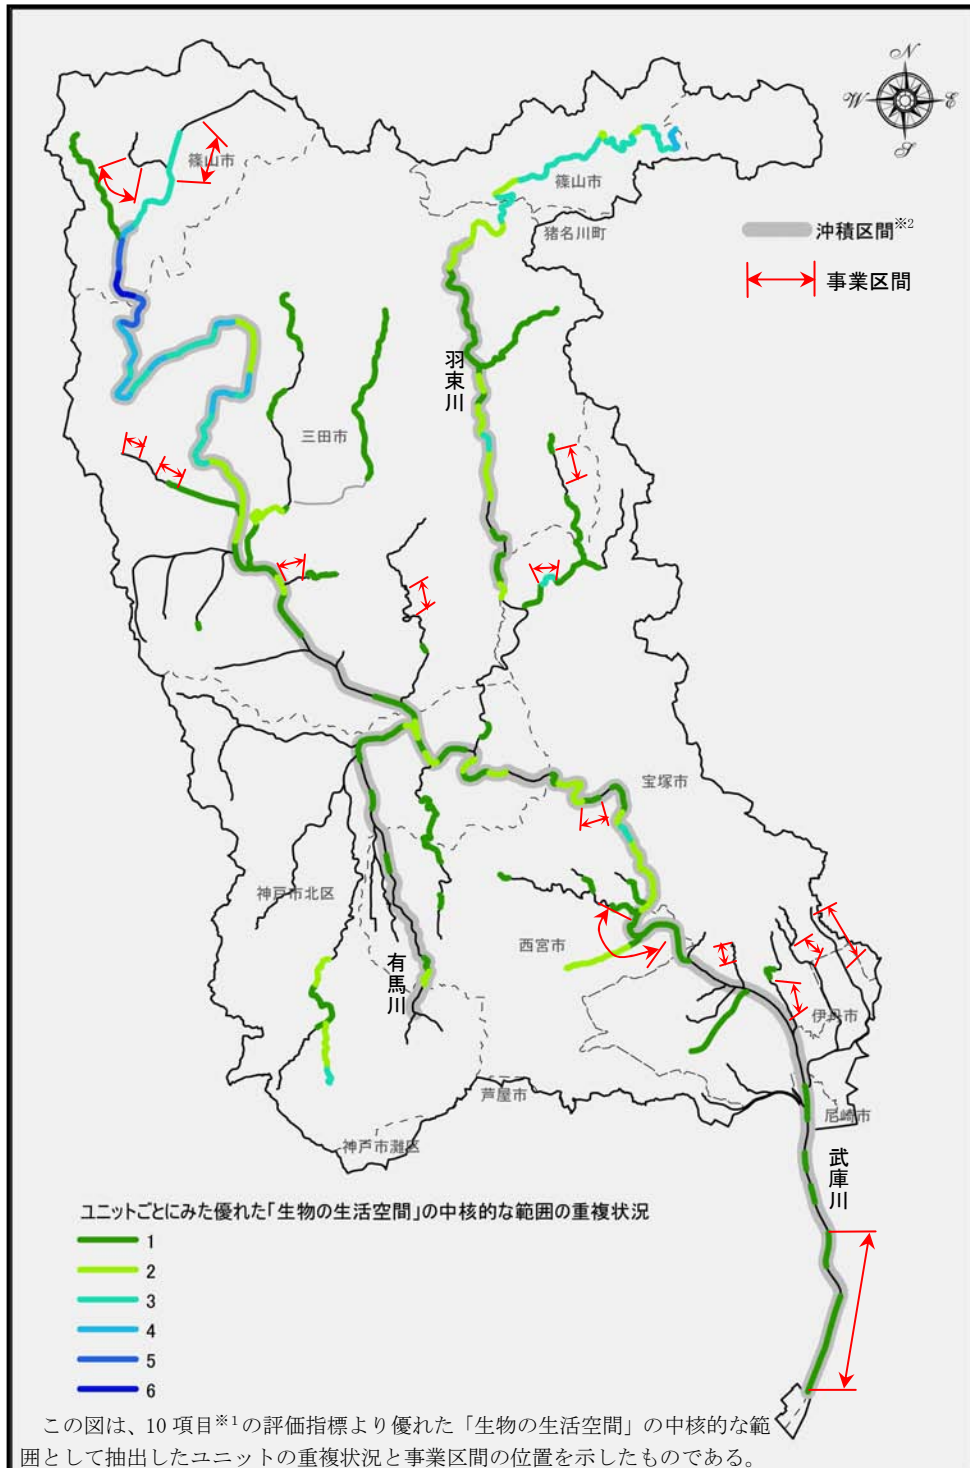 N
W
E
S
篠山市
篠山市
猪名川町
沖積区間※2
事業区間
羽束川
三田市
宝塚市
神戸市北区
西宮市
有馬川
伊丹市
芦屋市
尼崎市
神戸市灘区
武庫川
ユニットごとにみた優れた「生物の生活空間」の中核的な範囲の重複状況
1
2
3
4
5
6
この図は、10 項目※1の評価指標より優れた「生物の生活空間」の中核的な範
囲として抽出したユニットの重複状況と事業区間の位置を示したものである。